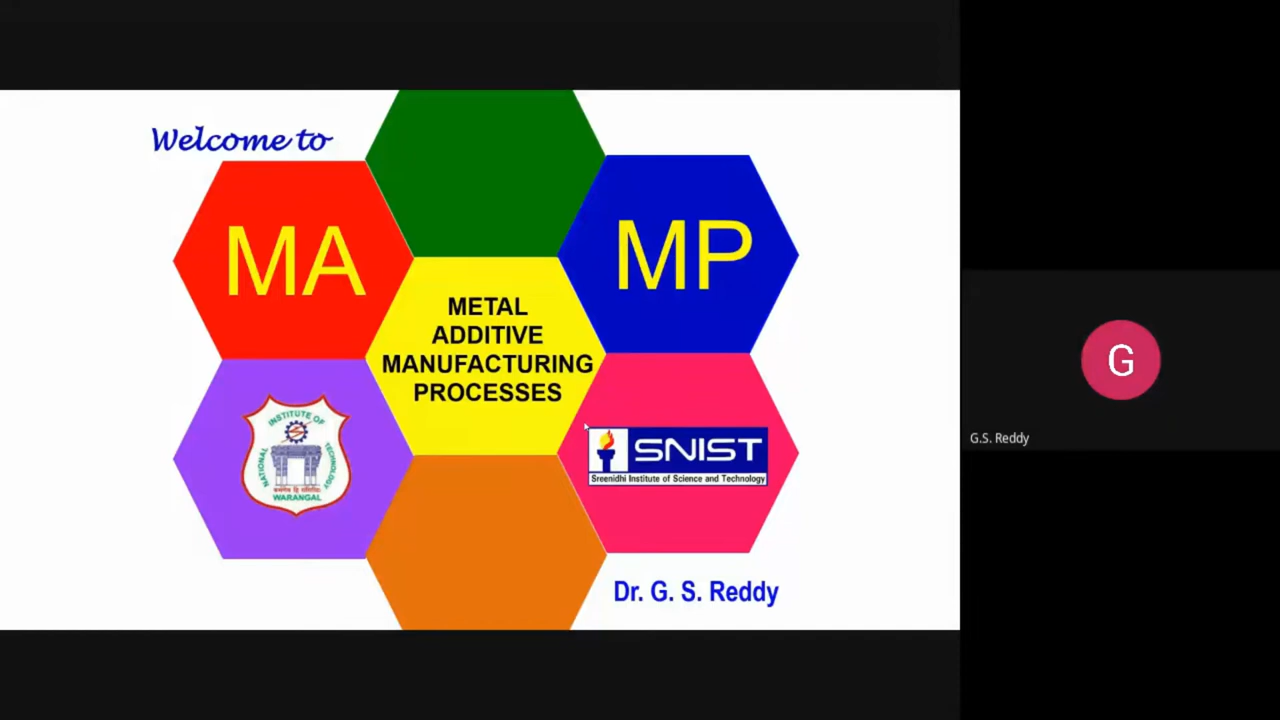 Welcome to
MA
MP
METAL
ADDITIVE
MANUFACTURING
PROCESSES
INSTITUTE OF
NATIONAL
TECHNOLOGY
WARANGAL
SNIST
Sreenidhi Institute of Science and Technology
Dr. G. S. Reddy
G
G.S. Reddy